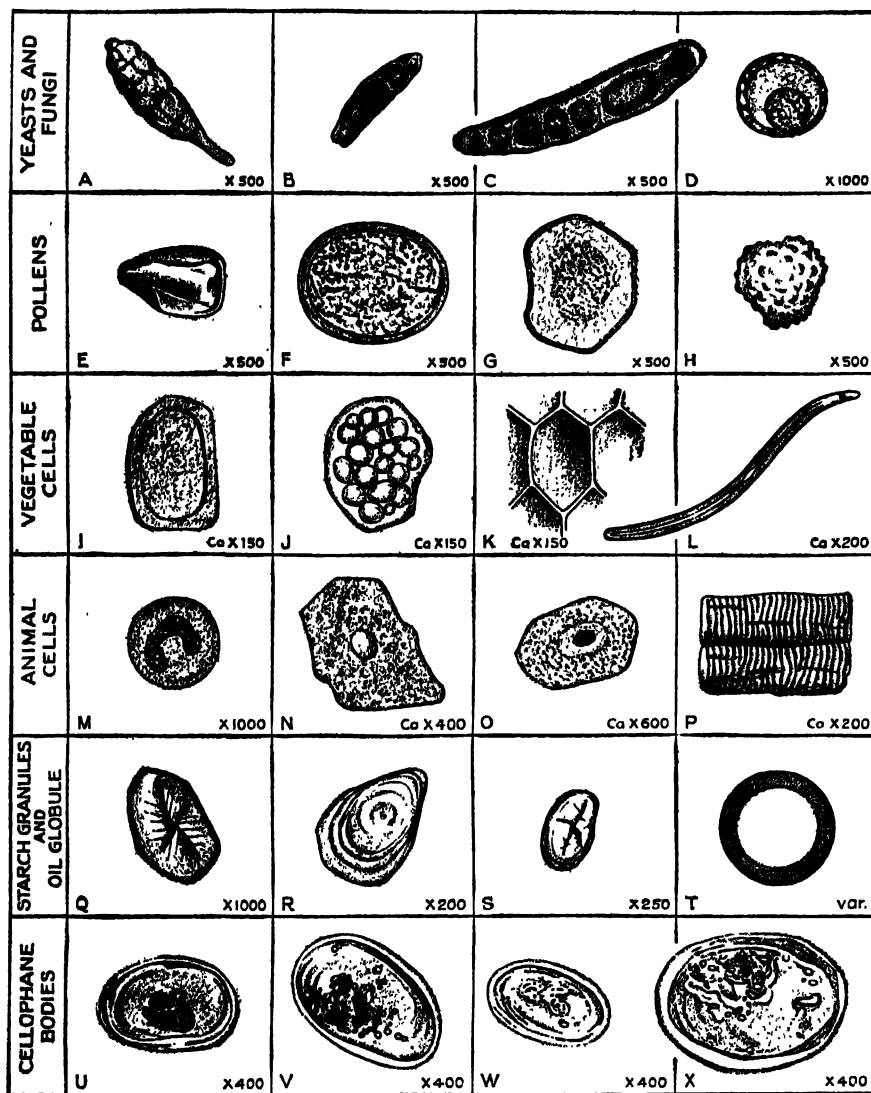 YEASTS AND
FUNGI
A X500
B X500
C X500
D X1000
POLLENS
E X500
F X500
G X500
H X500
VEGETABLE
CELLS
I Ca X150
J Ca X150
K Ca X150
L Ca X200
ANIMAL
CELLS
M X1000
N Ca X400
O Ca X600
P Ca X200
STARCH GRANULES
AND
OIL GLOBULE
Q X1000
R X200
S X250
T var.
CELLOPHANE
BODIES
U X400
V X400
W X400
X X400